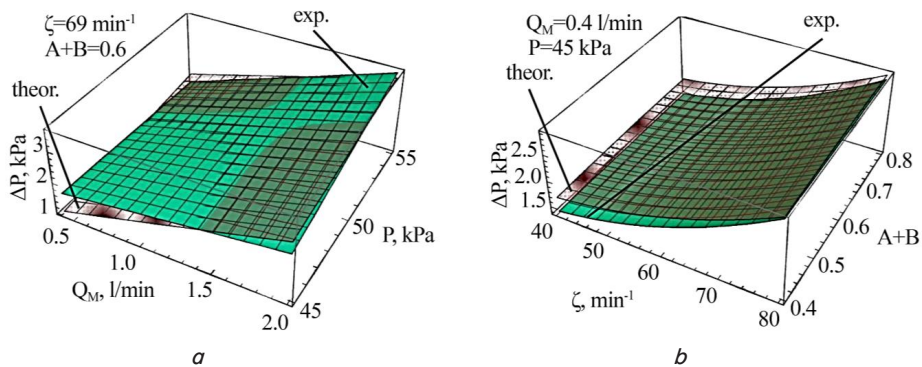 ζ=69 min⁻¹
A+B=0.6
exp.
theor.
ΔP, kPa
3
2
1
0.5
1.0
1.5
2.0
Q_M, l/min
45
50
55
P, kPa
a
Q_M=0.4 l/min
P=45 kPa
exp.
theor.
ΔP, kPa
2.5
2.0
1.5
40
50
60
70
80
ζ, min⁻¹
0.4
0.5
0.6
0.7
0.8
A+B
b